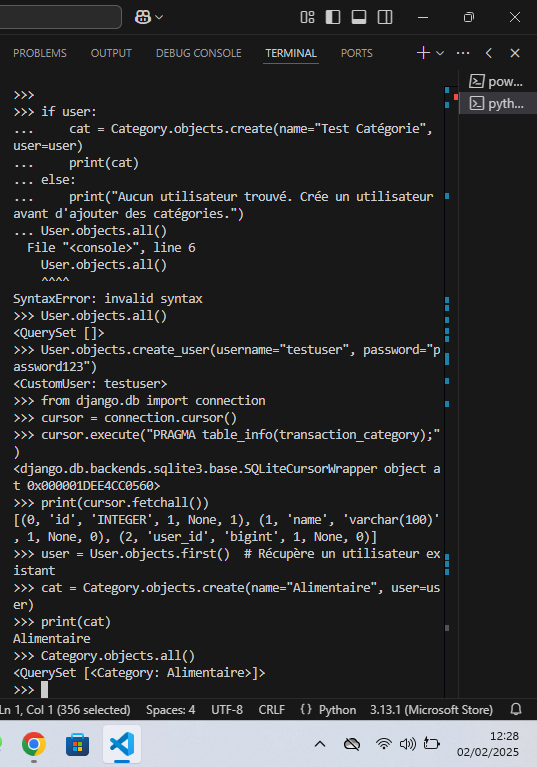 PROBLEMS OUTPUT DEBUG CONSOLE TERMINAL PORTS
pow...
pyth...
>>>
>>> if user:
...     cat = Category.objects.create(name="Test Catégorie",
user=user)
...     print(cat)
... else:
...     print("Aucun utilisateur trouvé. Crée un utilisateur
avant d'ajouter des catégories.")
... User.objects.all()
  File "<console>", line 6
    User.objects.all()
    ^^^^
SyntaxError: invalid syntax
>>> User.objects.all()
<QuerySet []>
>>> User.objects.create_user(username="testuser", password="p
assword123")
<CustomUser: testuser>
>>> from django.db import connection
>>> cursor = connection.cursor()
>>> cursor.execute("PRAGMA table_info(transaction_category);"
)
<django.db.backends.sqlite3.base.SQLiteCursorWrapper object a
t 0x000001DEE4CC0560>
>>> print(cursor.fetchall())
[(0, 'id', 'INTEGER', 1, None, 1), (1, 'name', 'varchar(100)'
, 1, None, 0), (2, 'user_id', 'bigint', 1, None, 0)]
>>> user = User.objects.first()  # Récupère un utilisateur ex
istant
>>> cat = Category.objects.create(name="Alimentaire", user=us
er)
>>> print(cat)
Alimentaire
>>> Category.objects.all()
<QuerySet [<Category: Alimentaire>]>
>>>
Ln 1, Col 1 (356 selected) Spaces: 4 UTF-8 CRLF {} Python 3.13.1 (Microsoft Store)
12:28
02/02/2025